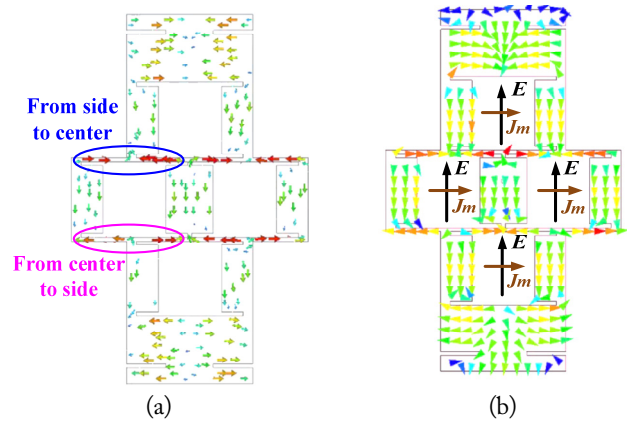 From side
to center
From center
to side
(a)
E
Jm
E
Jm
E
Jm
E
Jm
(b)